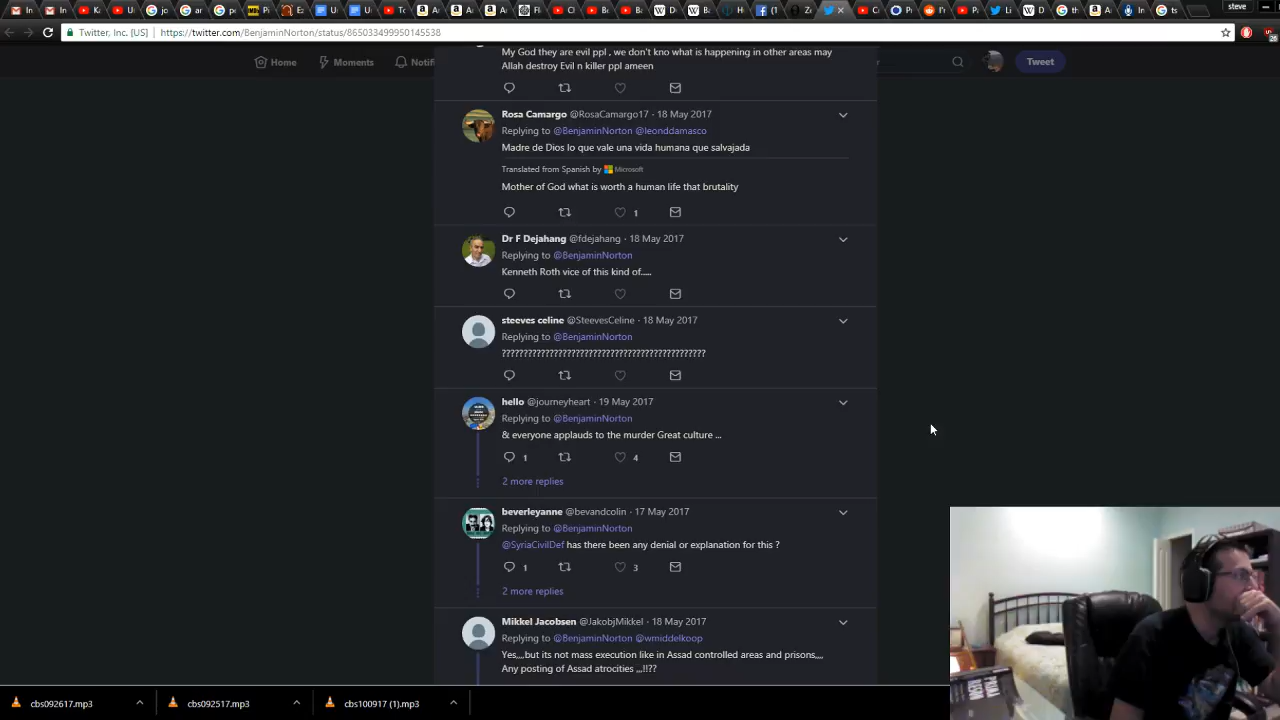 steve
Twitter, Inc. [US] https://twitter.com/BenjaminNorton/status/865033499950145538
Home
Moments
Notifi
Tweet
My God they are evil ppl , we don't kno what is happening in other areas may
Allah destroy Evil n killer ppl ameen
Rosa Camargo @RosaCamargo17 · 18 May 2017
Replying to @BenjaminNorton @leonddamasco
Madre de Dios lo que vale una vida humana que salvajada
Translated from Spanish by Microsoft
Mother of God what is worth a human life that brutality
1
Dr F Dejahang @fdejahang · 18 May 2017
Replying to @BenjaminNorton
Kenneth Roth vice of this kind of.....
steeves celine @SteevesCeline · 18 May 2017
Replying to @BenjaminNorton
???????????????????????????????????????????????
hello @journeyheart · 19 May 2017
Replying to @BenjaminNorton
& everyone applauds to the murder Great culture ...
1 4
2 more replies
beverleyanne @bevandcolin · 17 May 2017
Replying to @BenjaminNorton
@SyriaCivilDef has there been any denial or explanation for this ?
1 3
2 more replies
Mikkel Jacobsen @JakobjMikkel · 18 May 2017
Replying to @BenjaminNorton @wmiddelkoop
Yes,,,,but its not mass execution like in Assad controlled areas and prisons,,,,
Any posting of Assad atrocities ,,,!!??
cbs092617.mp3
cbs092517.mp3
cbs100917 (1).mp3